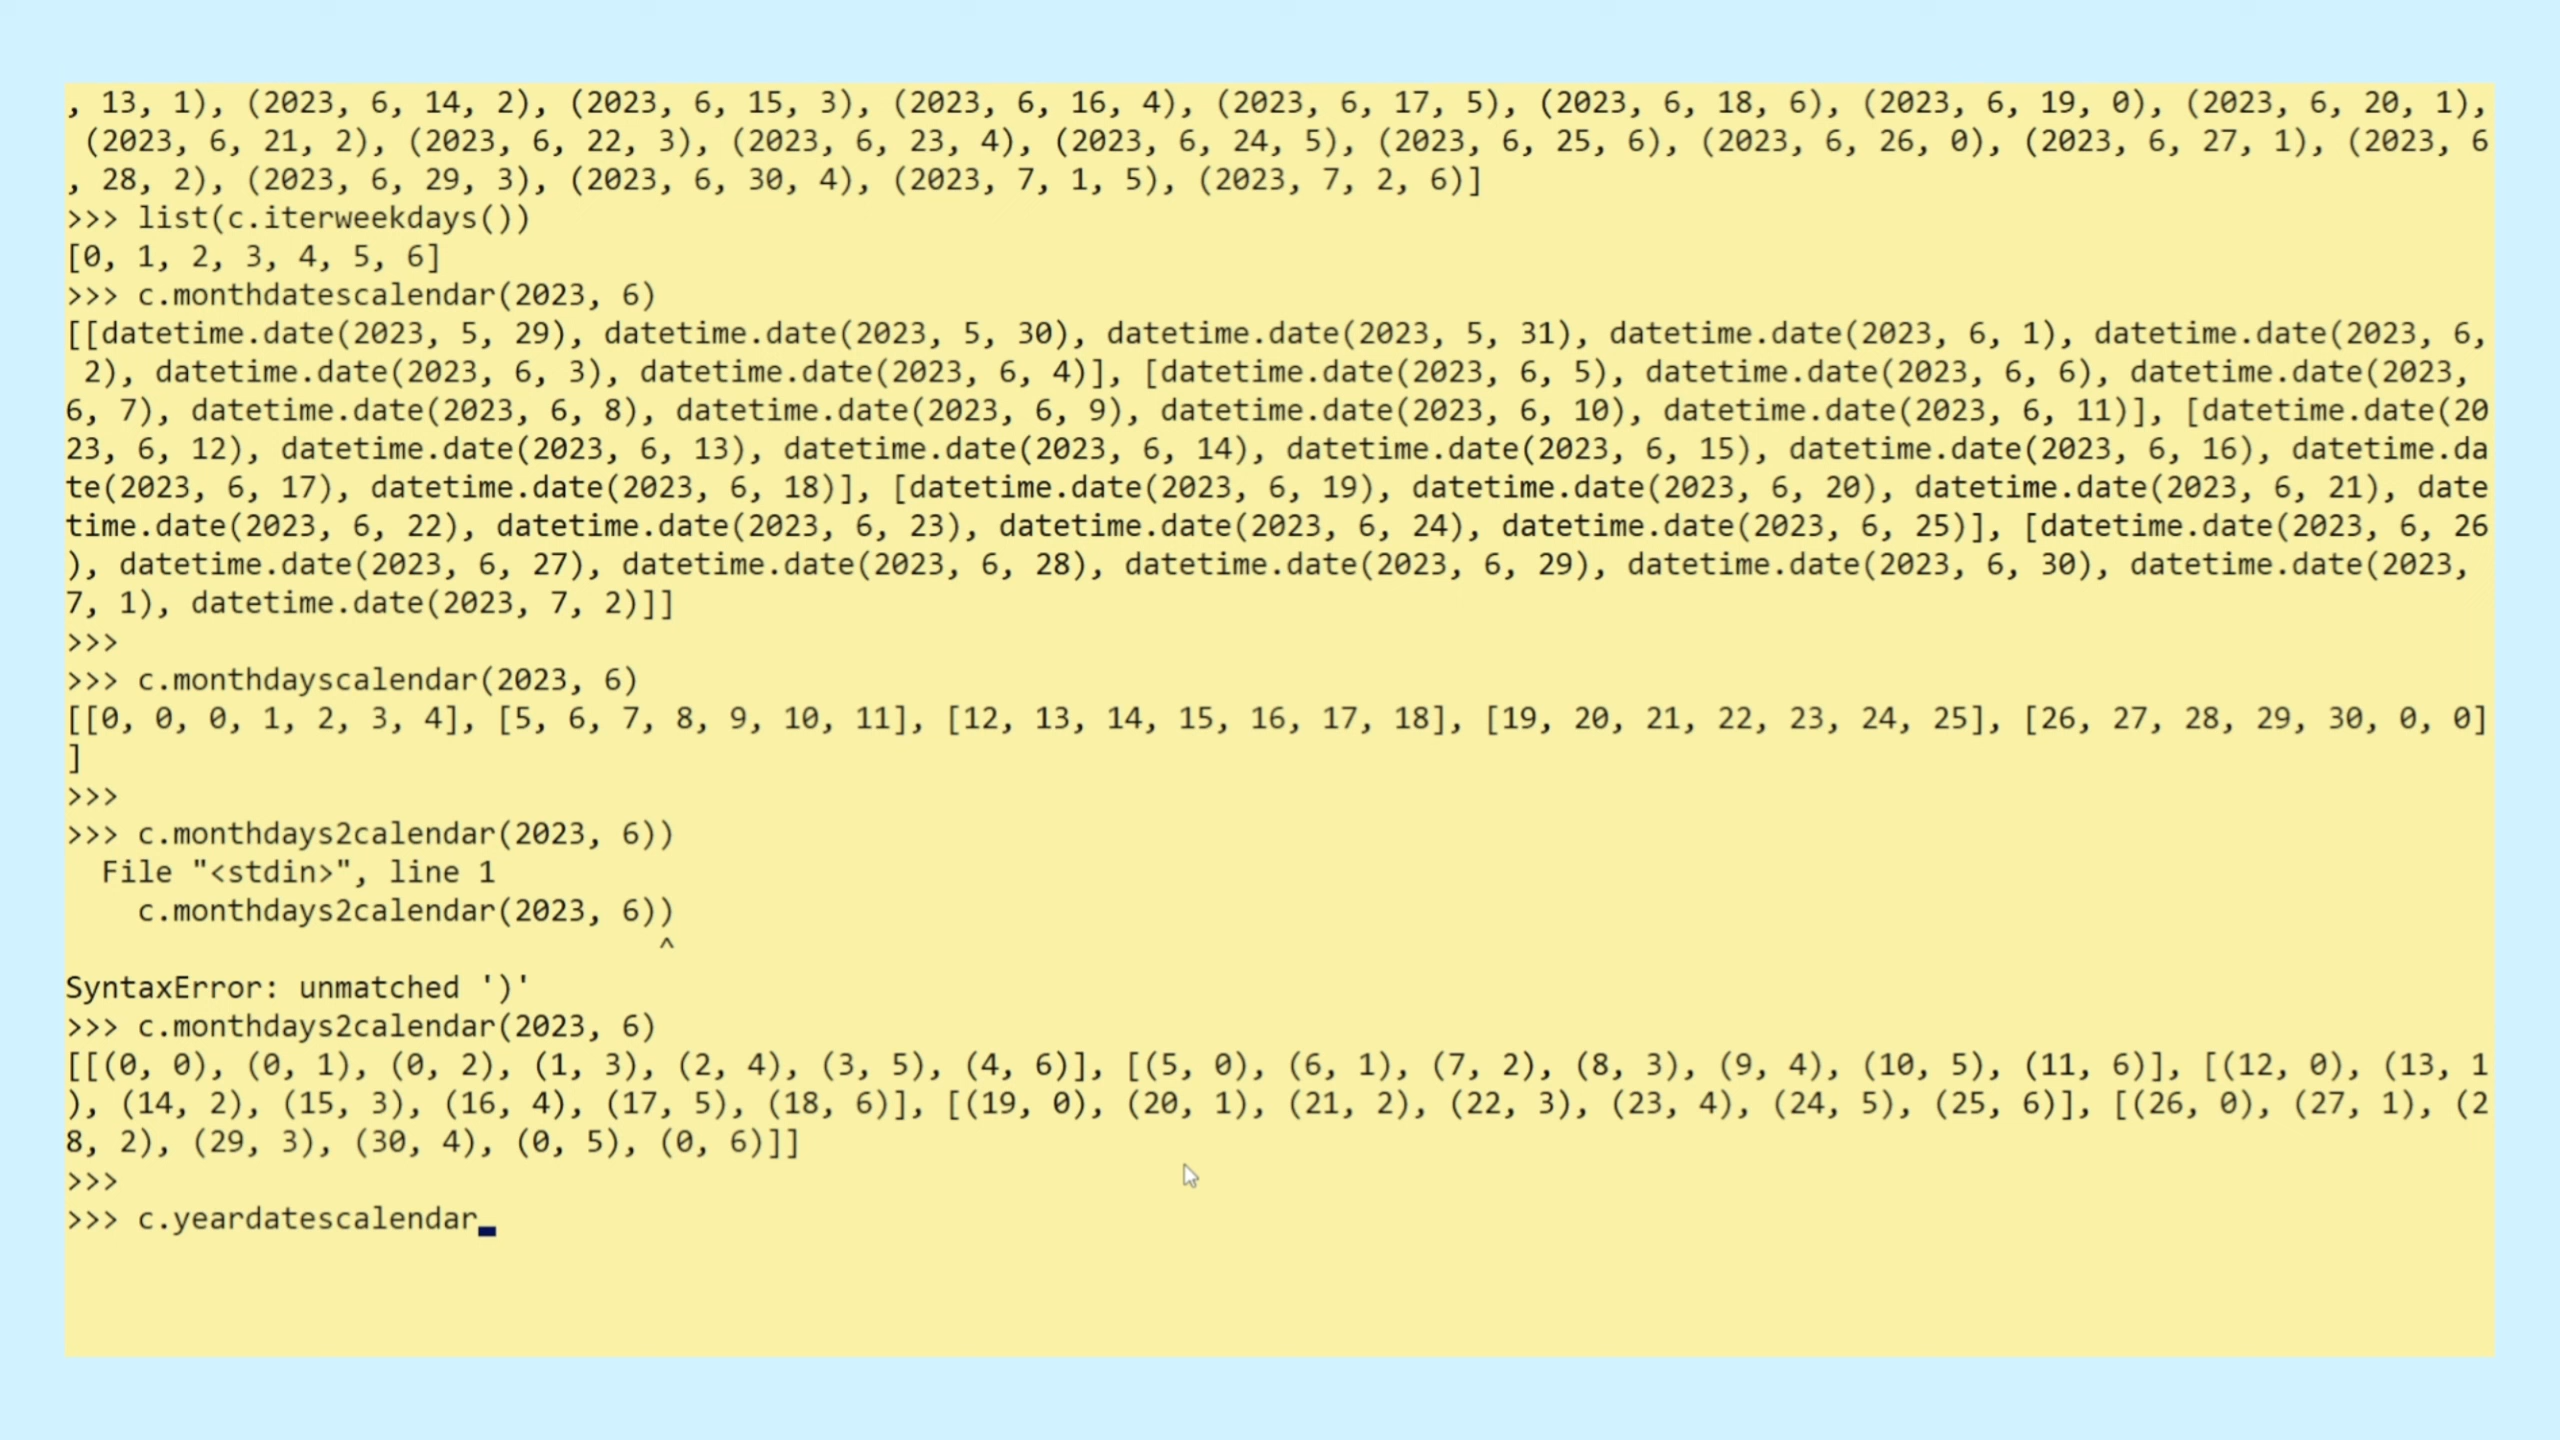 , 13, 1), (2023, 6, 14, 2), (2023, 6, 15, 3), (2023, 6, 16, 4), (2023, 6, 17, 5), (2023, 6, 18, 6), (2023, 6, 19, 0), (2023, 6, 20, 1),
(2023, 6, 21, 2), (2023, 6, 22, 3), (2023, 6, 23, 4), (2023, 6, 24, 5), (2023, 6, 25, 6), (2023, 6, 26, 0), (2023, 6, 27, 1), (2023, 6
, 28, 2), (2023, 6, 29, 3), (2023, 6, 30, 4), (2023, 7, 1, 5), (2023, 7, 2, 6)]
>>> list(c.iterweekdays())
[0, 1, 2, 3, 4, 5, 6]
>>> c.monthdatescalendar(2023, 6)
[[datetime.date(2023, 5, 29), datetime.date(2023, 5, 30), datetime.date(2023, 5, 31), datetime.date(2023, 6, 1), datetime.date(2023, 6,
2), datetime.date(2023, 6, 3), datetime.date(2023, 6, 4)], [datetime.date(2023, 6, 5), datetime.date(2023, 6, 6), datetime.date(2023,
6, 7), datetime.date(2023, 6, 8), datetime.date(2023, 6, 9), datetime.date(2023, 6, 10), datetime.date(2023, 6, 11)], [datetime.date(20
23, 6, 12), datetime.date(2023, 6, 13), datetime.date(2023, 6, 14), datetime.date(2023, 6, 15), datetime.date(2023, 6, 16), datetime.da
te(2023, 6, 17), datetime.date(2023, 6, 18)], [datetime.date(2023, 6, 19), datetime.date(2023, 6, 20), datetime.date(2023, 6, 21), date
time.date(2023, 6, 22), datetime.date(2023, 6, 23), datetime.date(2023, 6, 24), datetime.date(2023, 6, 25)], [datetime.date(2023, 6, 26
), datetime.date(2023, 6, 27), datetime.date(2023, 6, 28), datetime.date(2023, 6, 29), datetime.date(2023, 6, 30), datetime.date(2023,
7, 1), datetime.date(2023, 7, 2)]]
>>>
>>> c.monthdayscalendar(2023, 6)
[[0, 0, 0, 1, 2, 3, 4], [5, 6, 7, 8, 9, 10, 11], [12, 13, 14, 15, 16, 17, 18], [19, 20, 21, 22, 23, 24, 25], [26, 27, 28, 29, 30, 0, 0]
]
>>>
>>> c.monthdays2calendar(2023, 6))
  File "<stdin>", line 1
    c.monthdays2calendar(2023, 6))
                                 ^
SyntaxError: unmatched ')'
>>> c.monthdays2calendar(2023, 6)
[[(0, 0), (0, 1), (0, 2), (1, 3), (2, 4), (3, 5), (4, 6)], [(5, 0), (6, 1), (7, 2), (8, 3), (9, 4), (10, 5), (11, 6)], [(12, 0), (13, 1
), (14, 2), (15, 3), (16, 4), (17, 5), (18, 6)], [(19, 0), (20, 1), (21, 2), (22, 3), (23, 4), (24, 5), (25, 6)], [(26, 0), (27, 1), (2
8, 2), (29, 3), (30, 4), (0, 5), (0, 6)]]
>>>
>>> c.yeardatescalendar